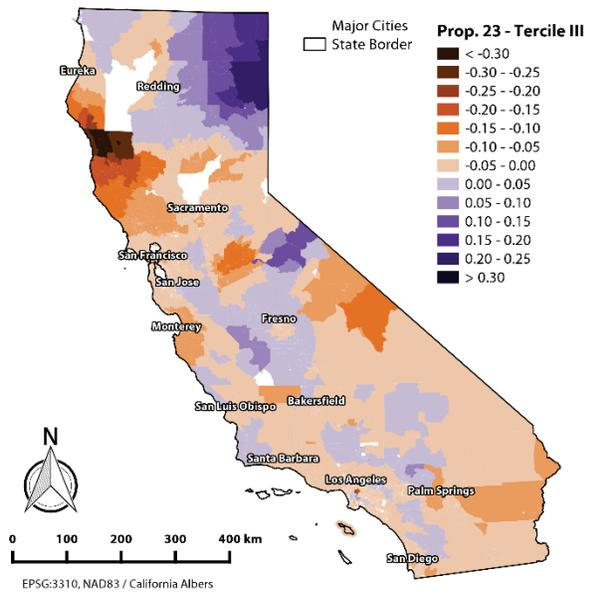 Major Cities
State Border
Prop. 23 - Tercile III
< -0.30
-0.30 - -0.25
-0.25 - -0.20
-0.20 - -0.15
-0.15 - -0.10
-0.10 - -0.05
-0.05 - 0.00
0.00 - 0.05
0.05 - 0.10
0.10 - 0.15
0.15 - 0.20
0.20 - 0.25
> 0.30
Eureka
Redding
Sacramento
San Francisco
San Jose
Monterey
Fresno
San Luis Obispo
Bakersfield
Santa Barbara
Los Angeles
Palm Springs
San Diego
N
0 100 200 300 400 km
EPSG:3310, NAD83 / California Albers